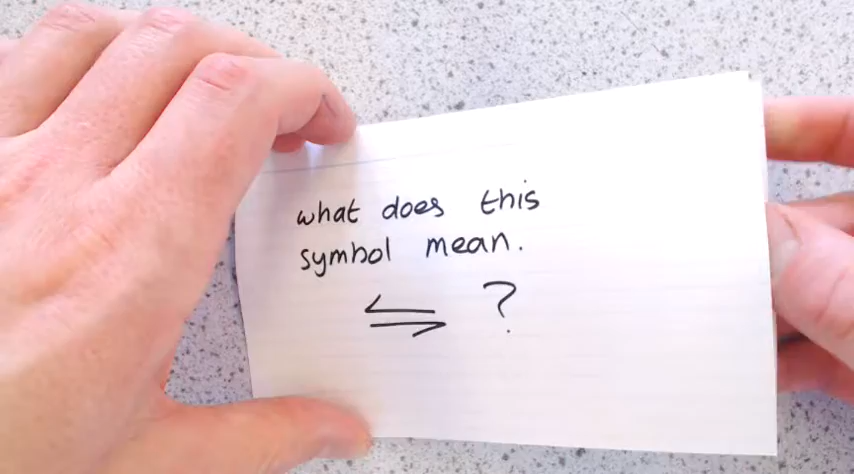 what does this
symbol mean.
⇋ ?